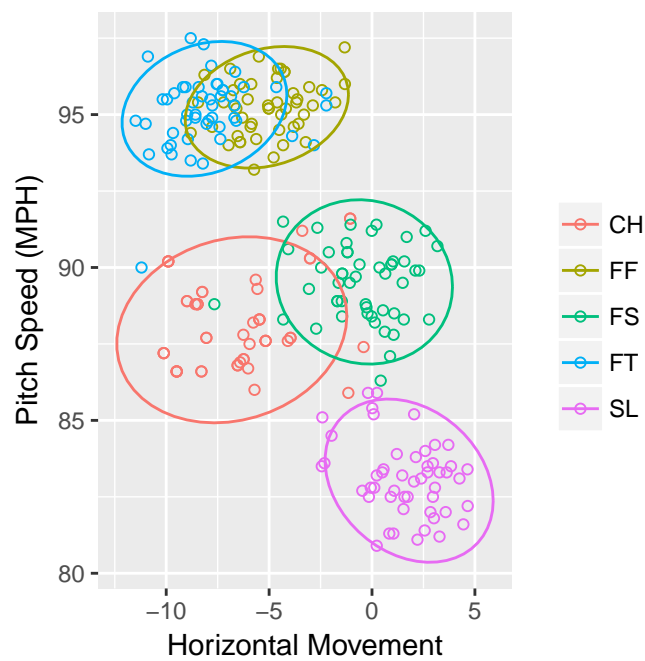 95
90
85
80
−10
−5
0
5
Horizontal Movement
Pitch Speed (MPH)
CH
FF
FS
FT
SL